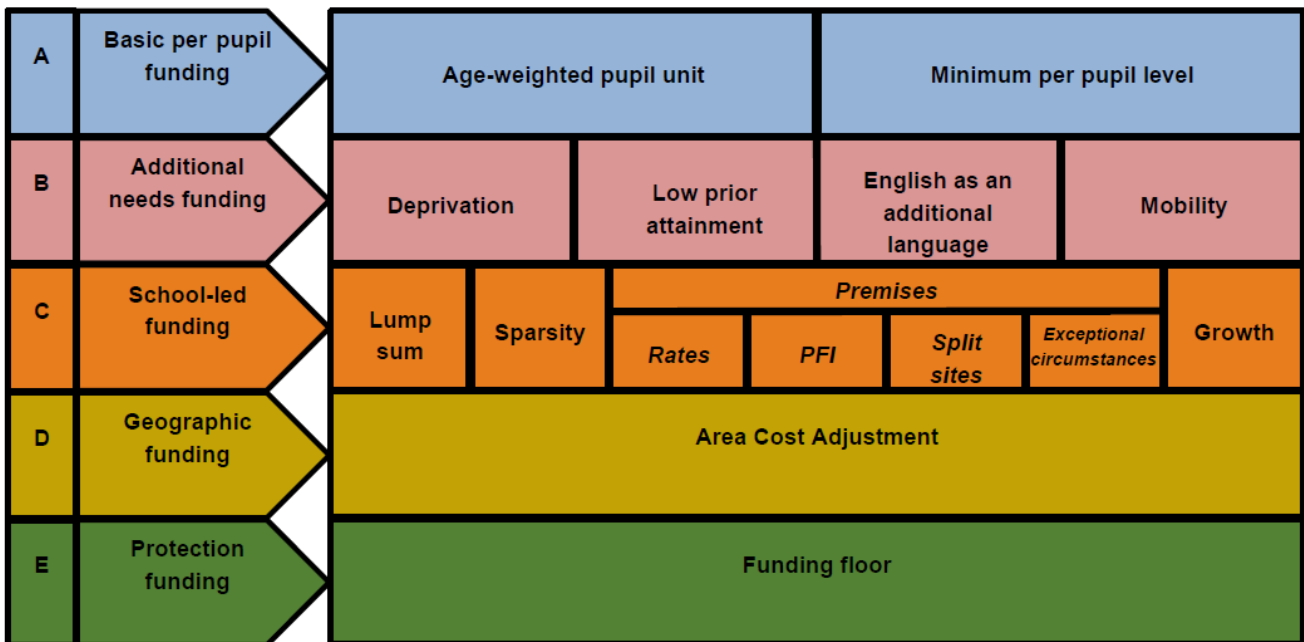 A
Basic per pupil
funding
Age-weighted pupil unit
Minimum per pupil level
B
Additional
needs funding
Deprivation
Low prior
attainment
English as an
additional
language
Mobility
C
School-led
funding
Lump
sum
Sparsity
Premises
Rates
PFI
Split
sites
Exceptional
circumstances
Growth
D
Geographic
funding
Area Cost Adjustment
E
Protection
funding
Funding floor